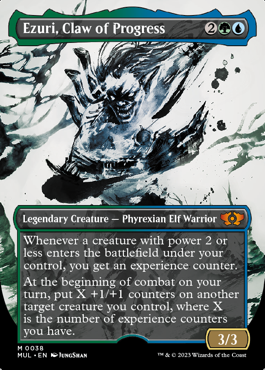 Ezuri, Claw of Progress 2
Legendary Creature — Phyrexian Elf Warrior
Whenever a creature with power 2 or
less enters the battlefield under your
control, you get an experience counter.
At the beginning of combat on your
turn, put X +1/+1 counters on another
target creature you control, where X
is the number of experience counters
you have.
3/3
M 0038
MUL • EN JungShan
™ & © 2023 Wizards of the Coast